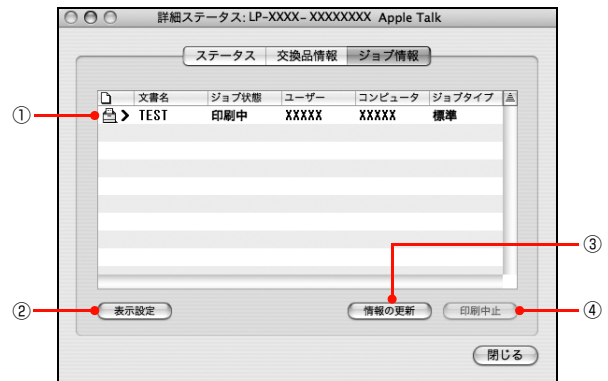 詳細ステータス: LP-XXXX-XXXXXXXX Apple Talk
ステータス 交換品情報 ジョブ情報
文書名 ジョブ状態 ユーザー コンピュータ ジョブタイプ
① TEST 印刷中 XXXXX XXXXX 標準
③
② 表示設定 情報の更新 印刷中止 ④
閉じる